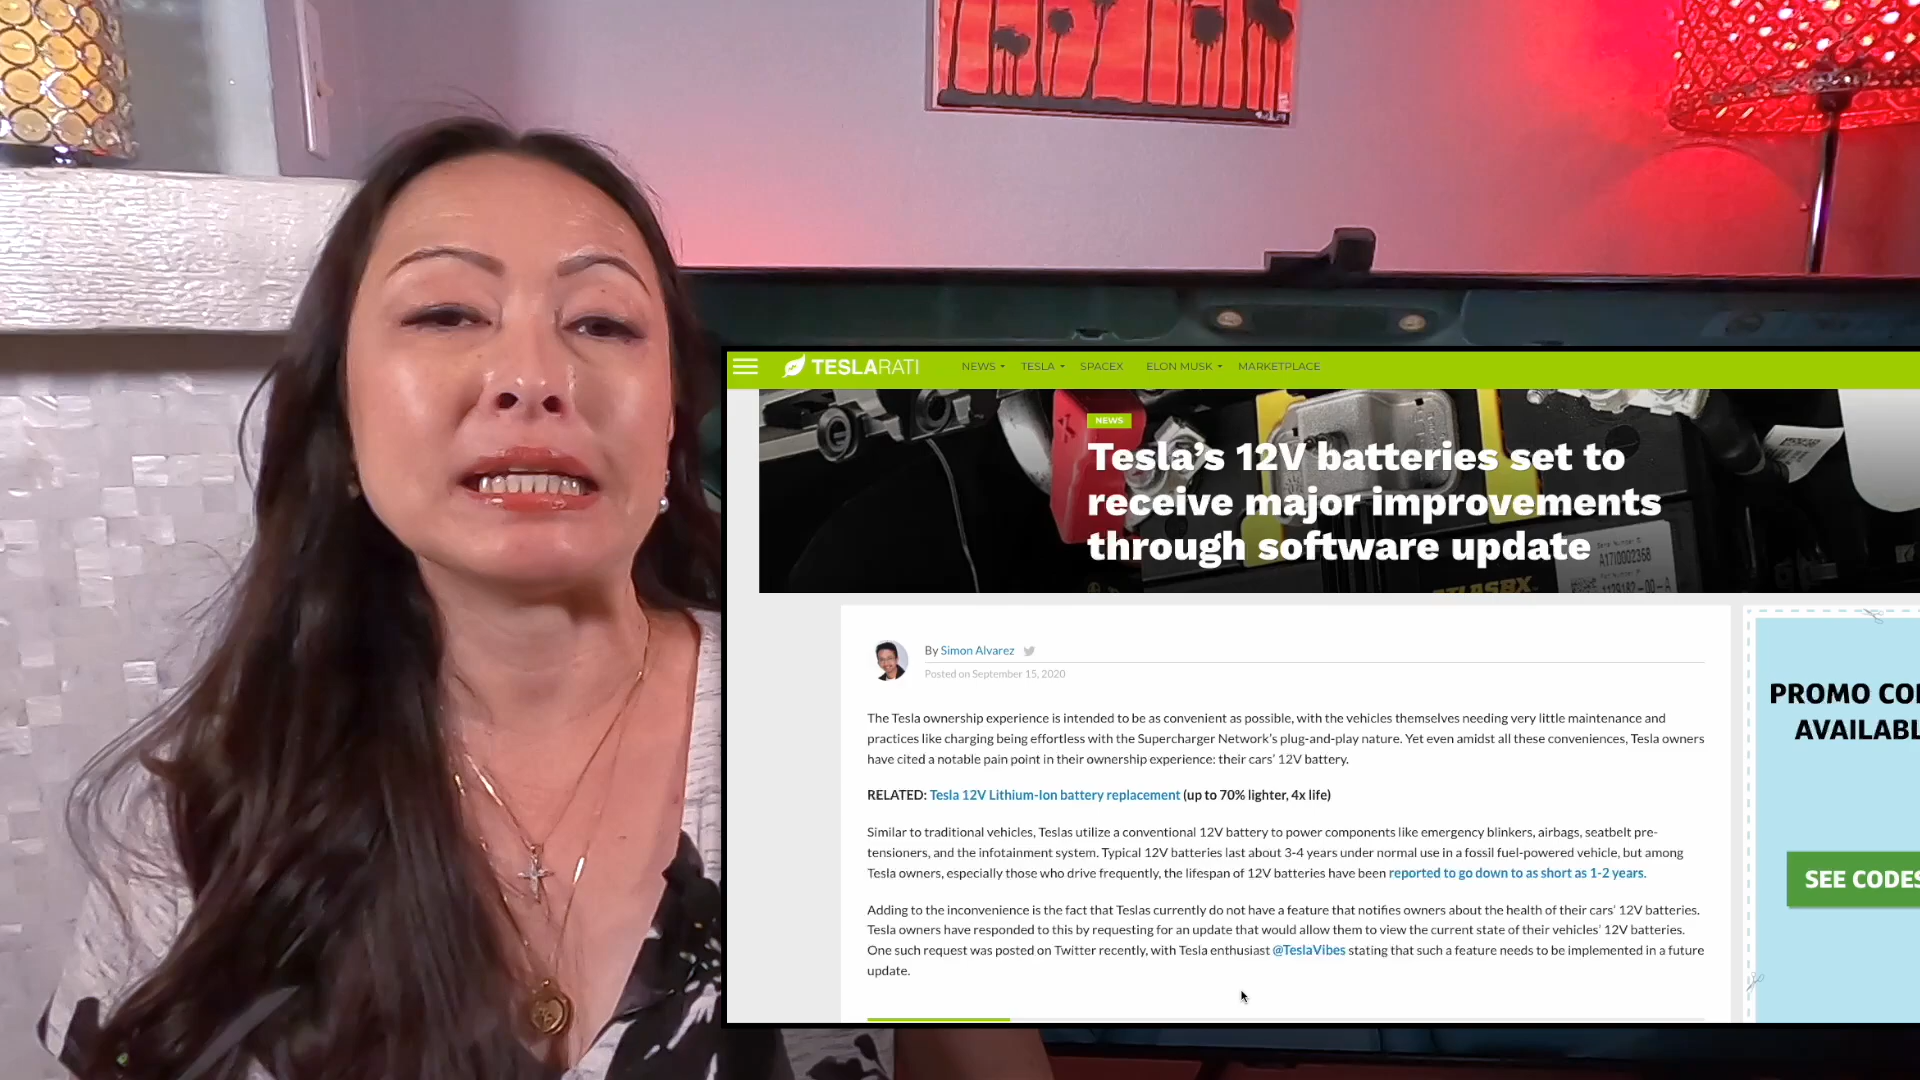 TESLARATI
NEWS
TESLA
SPACEX
ELON MUSK
MARKETPLACE
NEWS
Tesla's 12V batteries set to
receive major improvements
through software update
A17I0002358
By Simon Alvarez
Posted on September 15, 2020
The Tesla ownership experience is intended to be as convenient as possible, with the vehicles themselves needing very little maintenance and
practices like charging being effortless with the Supercharger Network's plug-and-play nature. Yet even amidst all these conveniences, Tesla owners
have cited a notable pain point in their ownership experience: their cars' 12V battery.
RELATED: Tesla 12V Lithium-Ion battery replacement (up to 70% lighter, 4x life)
Similar to traditional vehicles, Teslas utilize a conventional 12V battery to power components like emergency blinkers, airbags, seatbelt pre-
tensioners, and the infotainment system. Typical 12V batteries last about 3-4 years under normal use in a fossil fuel-powered vehicle, but among
Tesla owners, especially those who drive frequently, the lifespan of 12V batteries have been reported to go down to as short as 1-2 years.
Adding to the inconvenience is the fact that Teslas currently do not have a feature that notifies owners about the health of their cars' 12V batteries.
Tesla owners have responded to this by requesting for an update that would allow them to view the current state of their vehicles' 12V batteries.
One such request was posted on Twitter recently, with Tesla enthusiast @TeslaVibes stating that such a feature needs to be implemented in a future
update.
PROMO CO
AVAILABL
SEE CODES